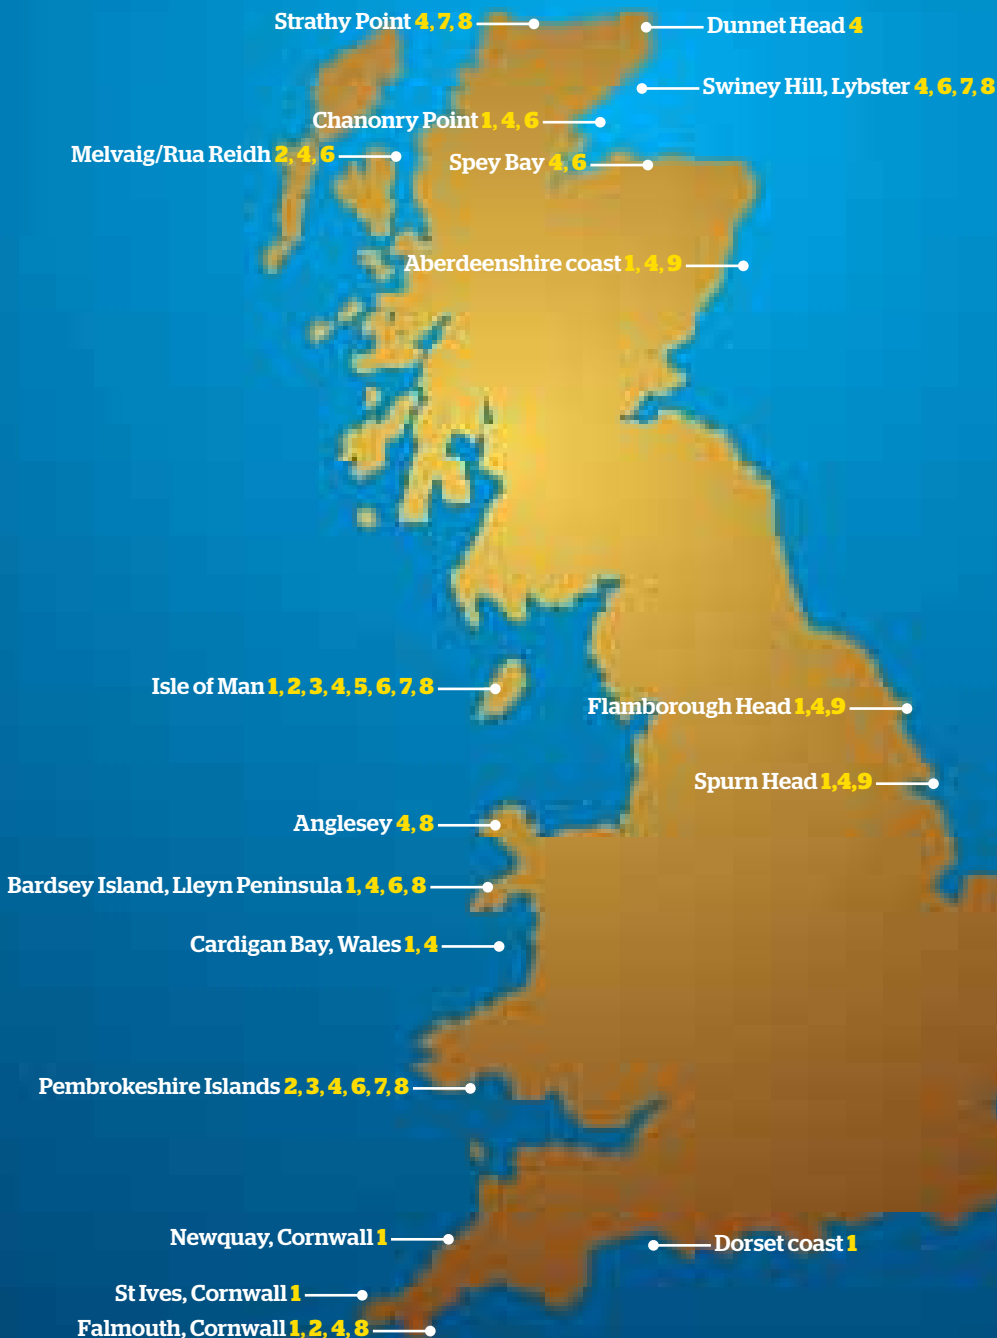 Strathy Point 4, 7, 8
Dunnet Head 4
Swiney Hill, Lybster 4, 6, 7, 8
Chanonry Point 1, 4, 6
Melvaig/Rua Reidh 2, 4, 6
Spey Bay 4, 6
Aberdeenshire coast 1, 4, 9
Isle of Man 1, 2, 3, 4, 5, 6, 7, 8
Flamborough Head 1,4,9
Spurn Head 1,4,9
Anglesey 4, 8
Bardsey Island, Lleyn Peninsula 1, 4, 6, 8
Cardigan Bay, Wales 1, 4
Pembrokeshire Islands 2, 3, 4, 6, 7, 8
Newquay, Cornwall 1
Dorset coast 1
St Ives, Cornwall 1
Falmouth, Cornwall 1, 2, 4, 8